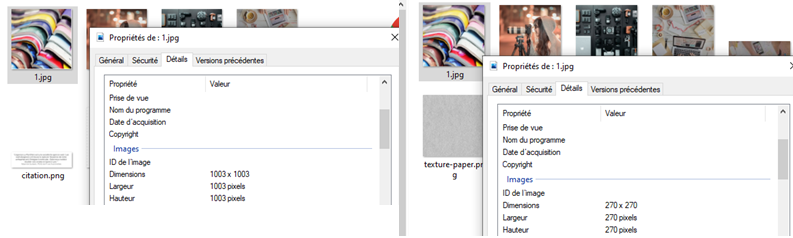 Propriétés de : 1.jpg
Général Sécurité Détails Versions précédentes
Propriété Valeur
Prise de vue
Nom du programme
Date d'acquisition
Copyright
Images
ID de l'image
Dimensions 1003 x 1003
Largeur 1003 pixels
Hauteur 1003 pixels
1.jpg
citation.png
Propriétés de : 1.jpg
Général Sécurité Détails Versions précédentes
Propriété Valeur
Prise de vue
Nom du programme
Date d'acquisition
Copyright
Images
ID de l'image
Dimensions 270 x 270
Largeur 270 pixels
Hauteur 270 pixels
1.jpg
texture-paper.pn
g